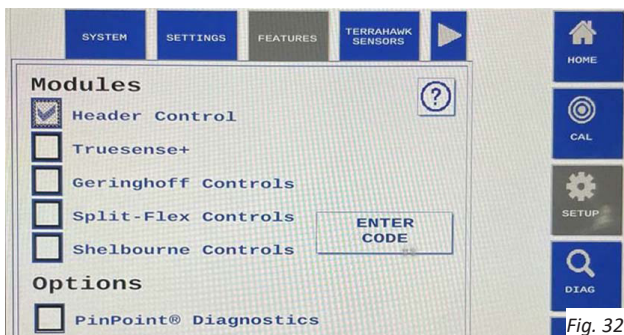 SYSTEM
SETTINGS
FEATURES
TERRAHAWK
SENSORS
HOME
Modules
?
Header Control
CAL
Truesense+
Geringhoff Controls
SETUP
Split-Flex Controls
ENTER
CODE
Shelbourne Controls
DIAG
Options
PinPoint® Diagnostics
Fig. 32